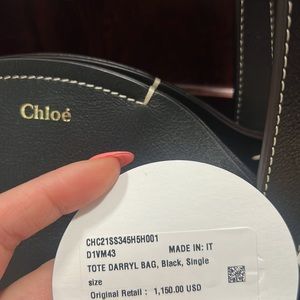 Chloé
CHC21SS345H5H001
D1VM43 MADE IN: IT
TOTE DARRYL BAG, Black, Single
size
Original Retail : 1,150.00 USD